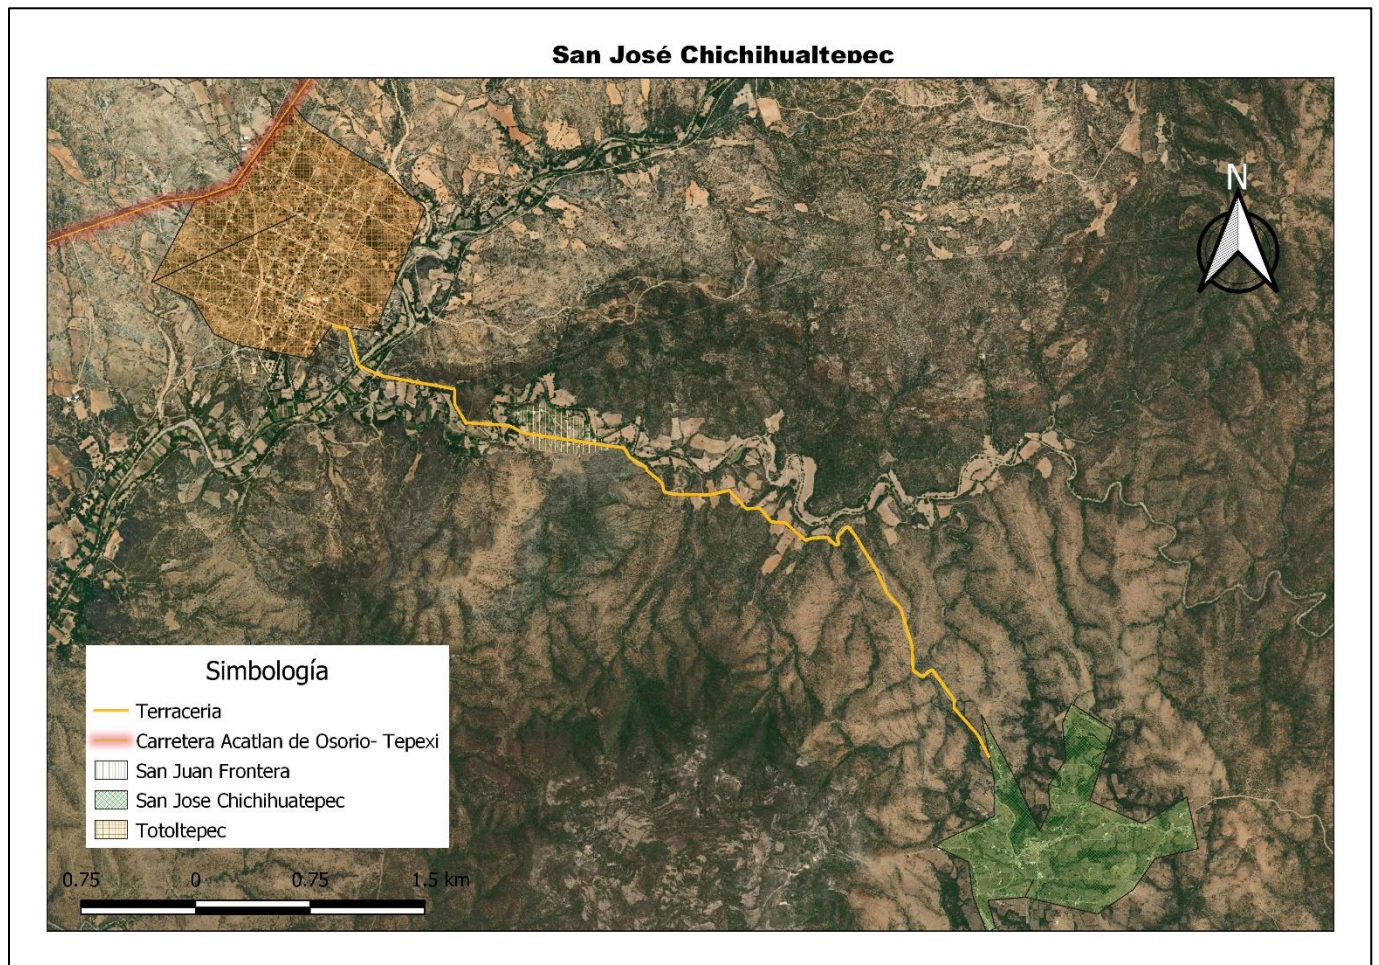 San José Chichihualtepec
N
Simbología
Terraceria
Carretera Acatlan de Osorio- Tepexi
San Juan Frontera
San Jose Chichihuatepec
Totoltepec
0.75 0 0.75 1.5 km